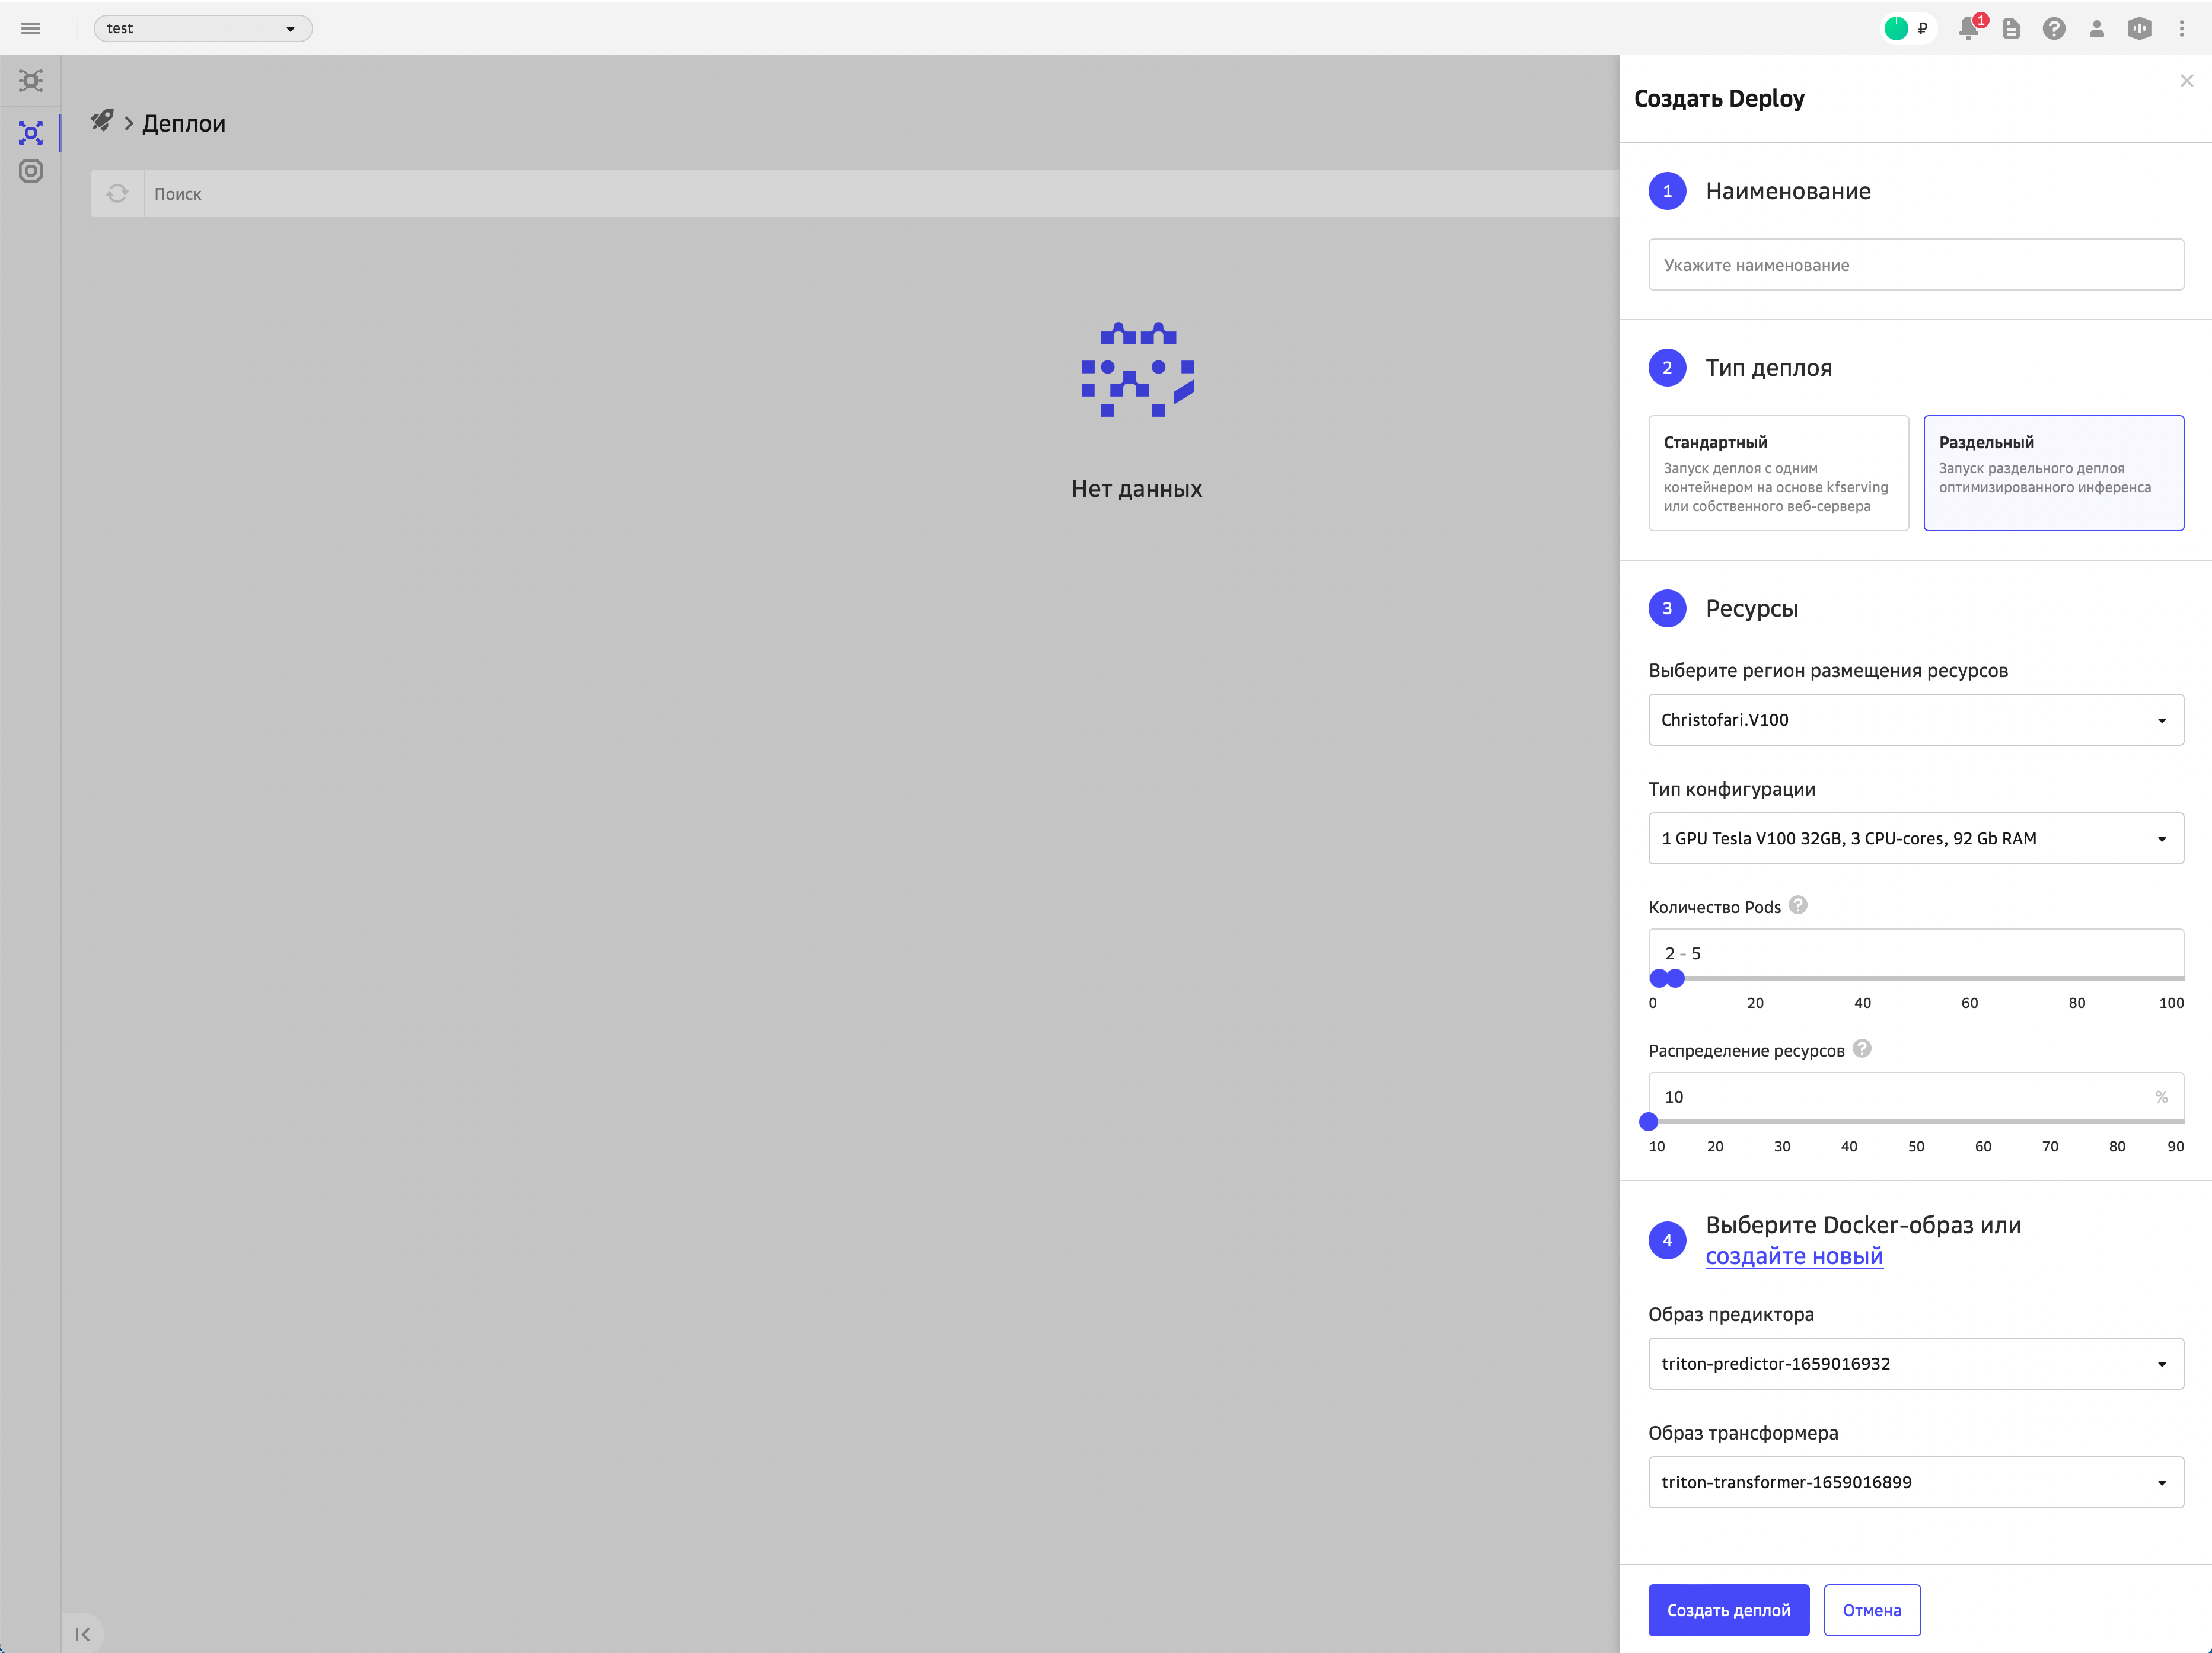 test
₽
1
Деплои
Поиск
Нет данных
Создать Deploy
1
Наименование
Укажите наименование
2
Тип деплоя
Стандартный
Запуск деплоя с одним
контейнером на основе kfserving
или собственного веб-сервера
Раздельный
Запуск раздельного деплоя
оптимизированного инференса
3
Ресурсы
Выберите регион размещения ресурсов
Christofari.V100
Тип конфигурации
1 GPU Tesla V100 32GB, 3 CPU-cores, 92 Gb RAM
Количество Pods ?
2 - 5
0 20 40 60 80 100
Распределение ресурсов ?
10 %
10 20 30 40 50 60 70 80 90
4
Выберите Docker-образ или
создайте новый
Образ предиктора
triton-predictor-1659016932
Образ трансформера
triton-transformer-1659016899
Создать деплой
Отмена